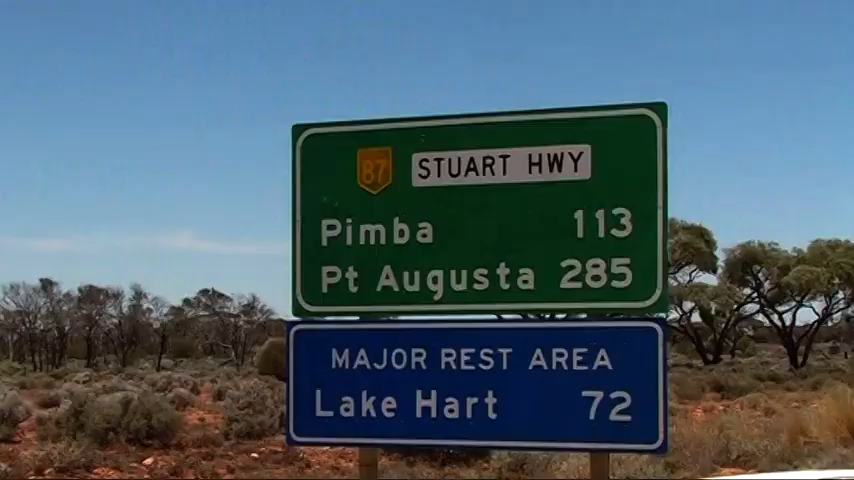 87 STUART HWY
Pimba 113
Pt Augusta 285
MAJOR REST AREA
Lake Hart 72